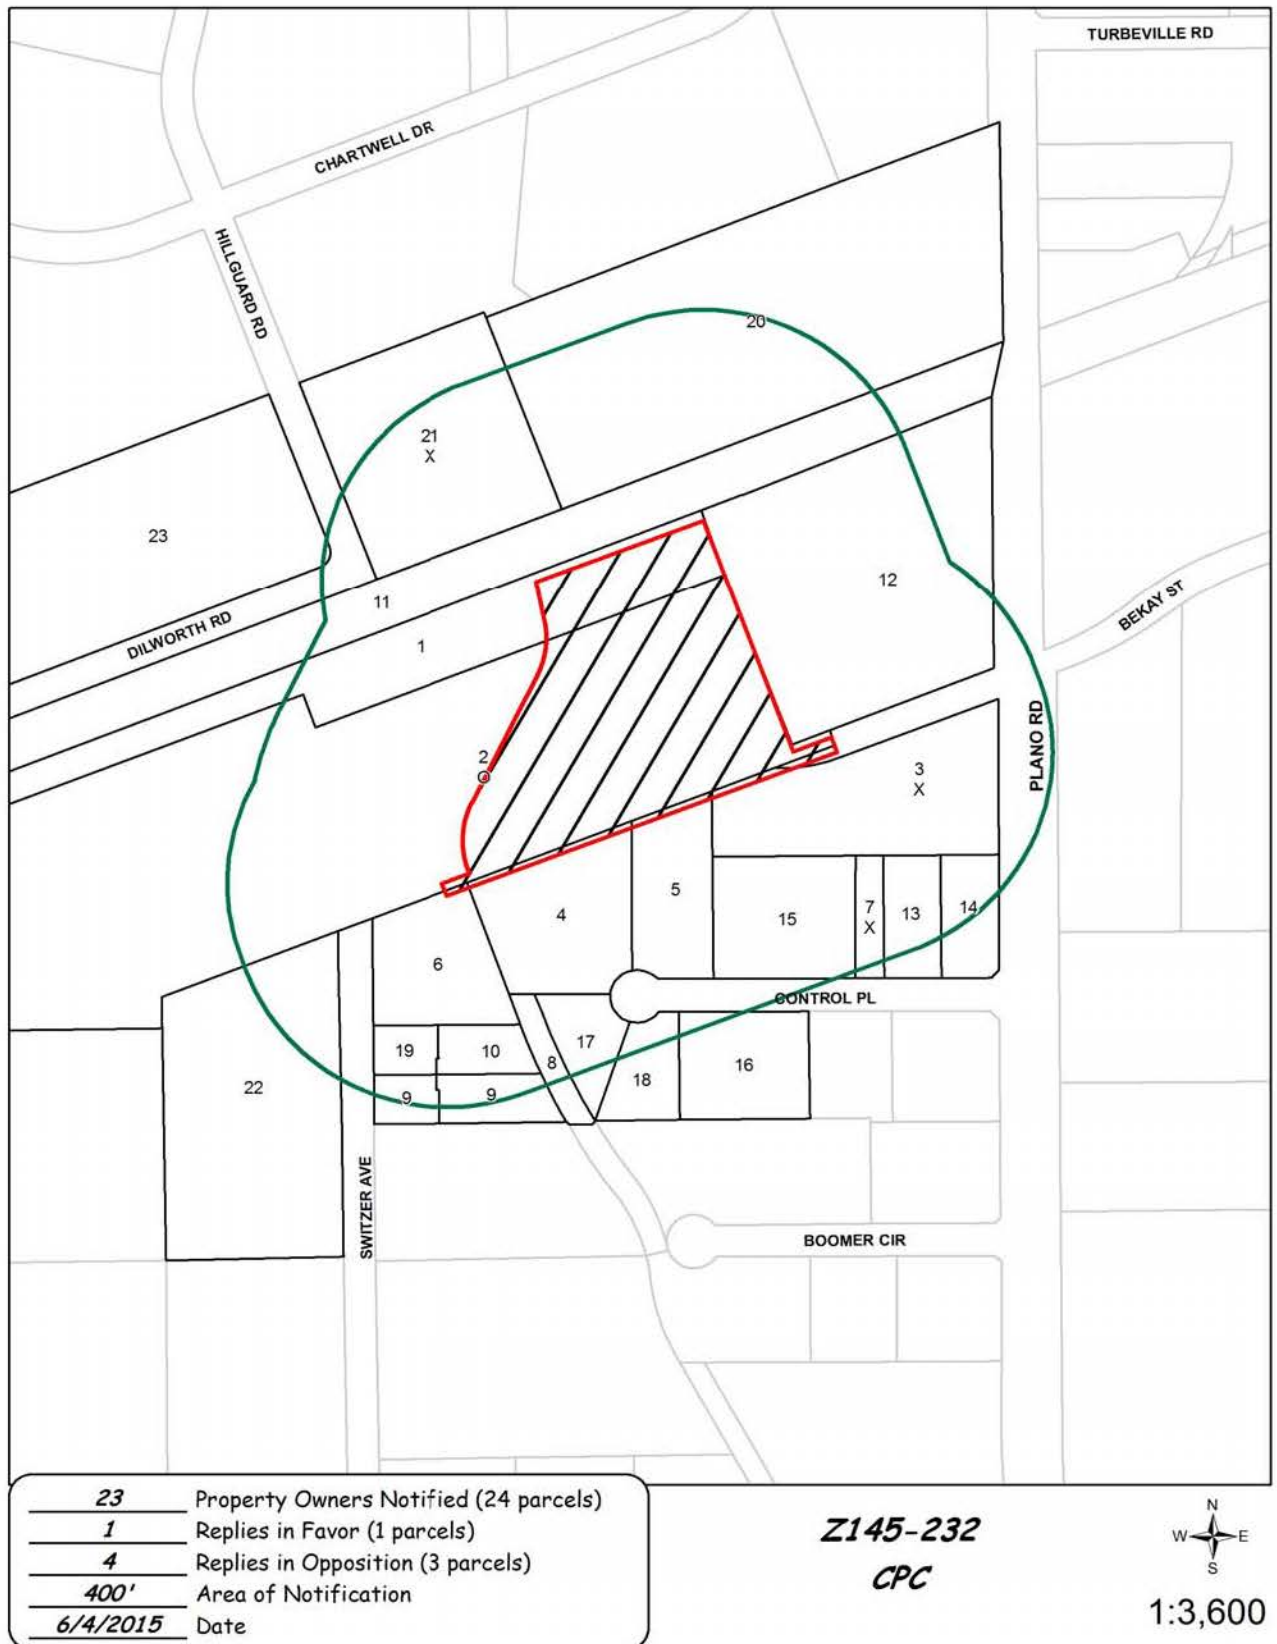 TURBEVILLE RD
CHARTWELL DR
HILLGUARD RD
20
21
X
23
12
BEKAY ST
11
DILWORTH RD
1
PLANO RD
2
3
X
5
4
15
7
X
13
14
6
CONTROL PL
17
19
10
8
16
18
22
9
9
SWITZER AVE
BOOMER CIR
23 Property Owners Notified (24 parcels)
1 Replies in Favor (1 parcels)
4 Replies in Opposition (3 parcels)
400' Area of Notification
6/4/2015 Date
Z145-232
CPC
N
W E
S
1:3,600